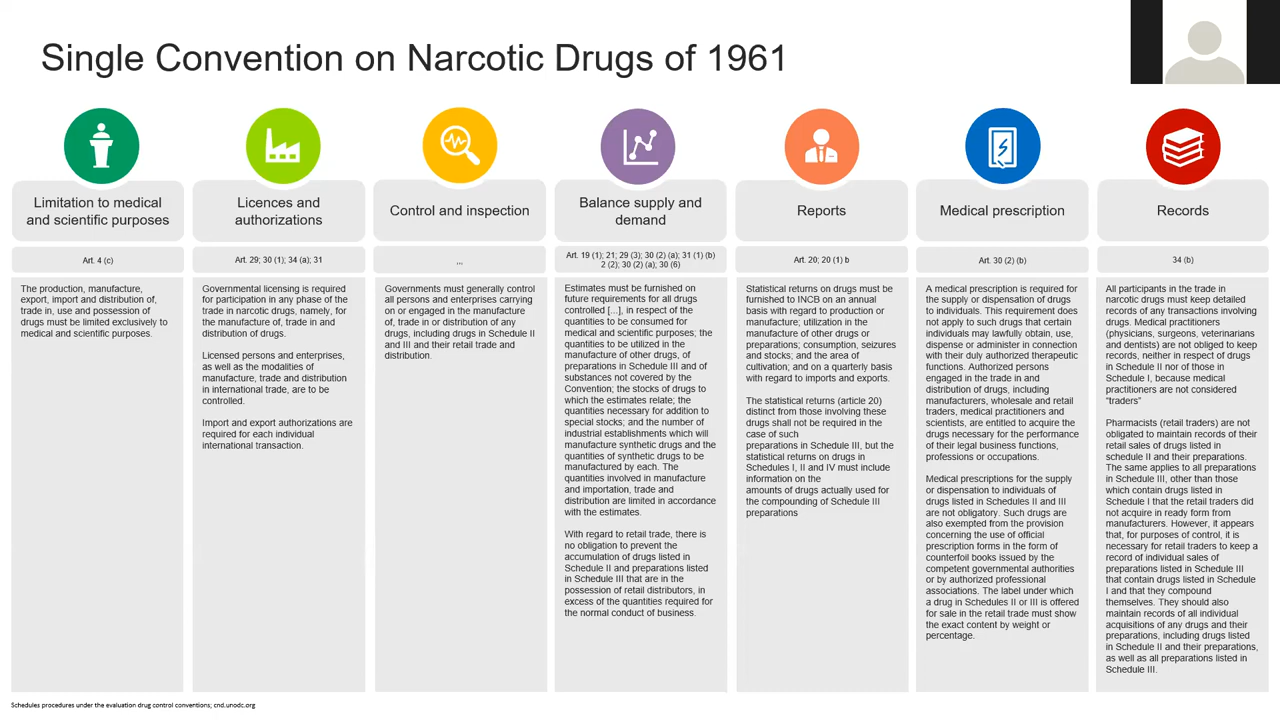 Single Convention on Narcotic Drugs of 1961
Limitation to medical
and scientific purposes
Art. 4 (c)
The production, manufacture,
export, import and distribution of,
trade in, use and possession of
drugs must be limited exclusively to
medical and scientific purposes.
Licences and
authorizations
Art. 29; 30 (1); 34 (a); 31
Governmental licensing is required
for participation in any phase of the
trade in narcotic drugs, namely, for
the manufacture of, trade in and
distribution of drugs.
Licensed persons and enterprises,
as well as the modalities of
manufacture, trade and distribution
in international trade, are to be
controlled.
Import and export authorizations are
required for each individual
international transaction.
Control and inspection
,,,
Governments must generally control
all persons and enterprises carrying
on or engaged in the manufacture
of, trade in or distribution of any
drugs, including drugs in Schedule II
and III and their retail trade and
distribution.
Balance supply and
demand
Art. 19 (1); 21; 29 (3); 30 (2) (a); 31 (1) (b)
2 (2); 30 (2) (a); 30 (6)
Estimates must be furnished on
future requirements for all drugs
controlled [...], in respect of the
quantities to be consumed for
medical and scientific purposes; the
quantities to be utilized in the
manufacture of other drugs, of
preparations in Schedule III and of
substances not covered by the
Convention; the stocks of drugs to
which the estimates relate; the
quantities necessary for addition to
special stocks; and the number of
industrial establishments which will
manufacture synthetic drugs and the
quantities of synthetic drugs to be
manufactured by each. The
quantities involved in manufacture
and importation, trade and
distribution are limited in accordance
with the estimates.
With regard to retail trade, there is
no obligation to prevent the
accumulation of drugs listed in
Schedule II and preparations listed
in Schedule III that are in the
possession of retail distributors, in
excess of the quantities required for
the normal conduct of business.
Reports
Art. 20; 20 (1) b
Statistical returns on drugs must be
furnished to INCB on an annual
basis with regard to production or
manufacture; utilization in the
manufacture of other drugs or
preparations; consumption, seizures
and stocks; and the area of
cultivation; and on a quarterly basis
with regard to imports and exports.
The statistical returns (article 20)
distinct from those involving these
drugs shall not be required in the
case of such
preparations in Schedule III, but the
statistical returns on drugs in
Schedules I, II and IV must include
information on the
amounts of drugs actually used for
the compounding of Schedule III
preparations
Medical prescription
Art. 30 (2) (b)
A medical prescription is required for
the supply or dispensation of drugs
to individuals. This requirement does
not apply to such drugs that certain
individuals may lawfully obtain, use,
dispense or administer in connection
with their duly authorized therapeutic
functions. Authorized persons
engaged in the trade in and
distribution of drugs, including
manufacturers, wholesale and retail
traders, medical practitioners and
scientists, are entitled to acquire the
drugs necessary for the performance
of their legal business functions,
professions or occupations.
Medical prescriptions for the supply
or dispensation to individuals of
drugs listed in Schedules II and III
are not obligatory. Such drugs are
also exempted from the provision
concerning the use of official
prescription forms in the form of
counterfoil books issued by the
competent governmental authorities
or by authorized professional
associations. The label under which
a drug in Schedules II or III is offered
for sale in the retail trade must show
the exact content by weight or
percentage.
Records
34 (b)
All participants in the trade in
narcotic drugs must keep detailed
records of any transactions involving
drugs. Medical practitioners
(physicians, surgeons, veterinarians
and dentists) are not obliged to keep
records, neither in respect of drugs
in Schedule II nor of those in
Schedule I, because medical
practitioners are not considered
"traders"
Pharmacists (retail traders) are not
obligated to maintain records of their
retail sales of drugs listed in
schedule II and their preparations.
The same applies to all preparations
in Schedule III, other than those
which contain drugs listed in
Schedule I that the retail traders did
not acquire in ready form from
manufacturers. However, it appears
that, for purposes of control, it is
necessary for retail traders to keep a
record of individual sales of
preparations listed in Schedule III
that contain drugs listed in Schedule
I and that they compound
themselves. They should also
maintain records of all individual
acquisitions of any drugs and their
preparations, including drugs listed
in Schedule II and their preparations,
as well as all preparations listed in
Schedule III.
Schedules procedures under the evaluation drug control conventions; cnd.unodc.org